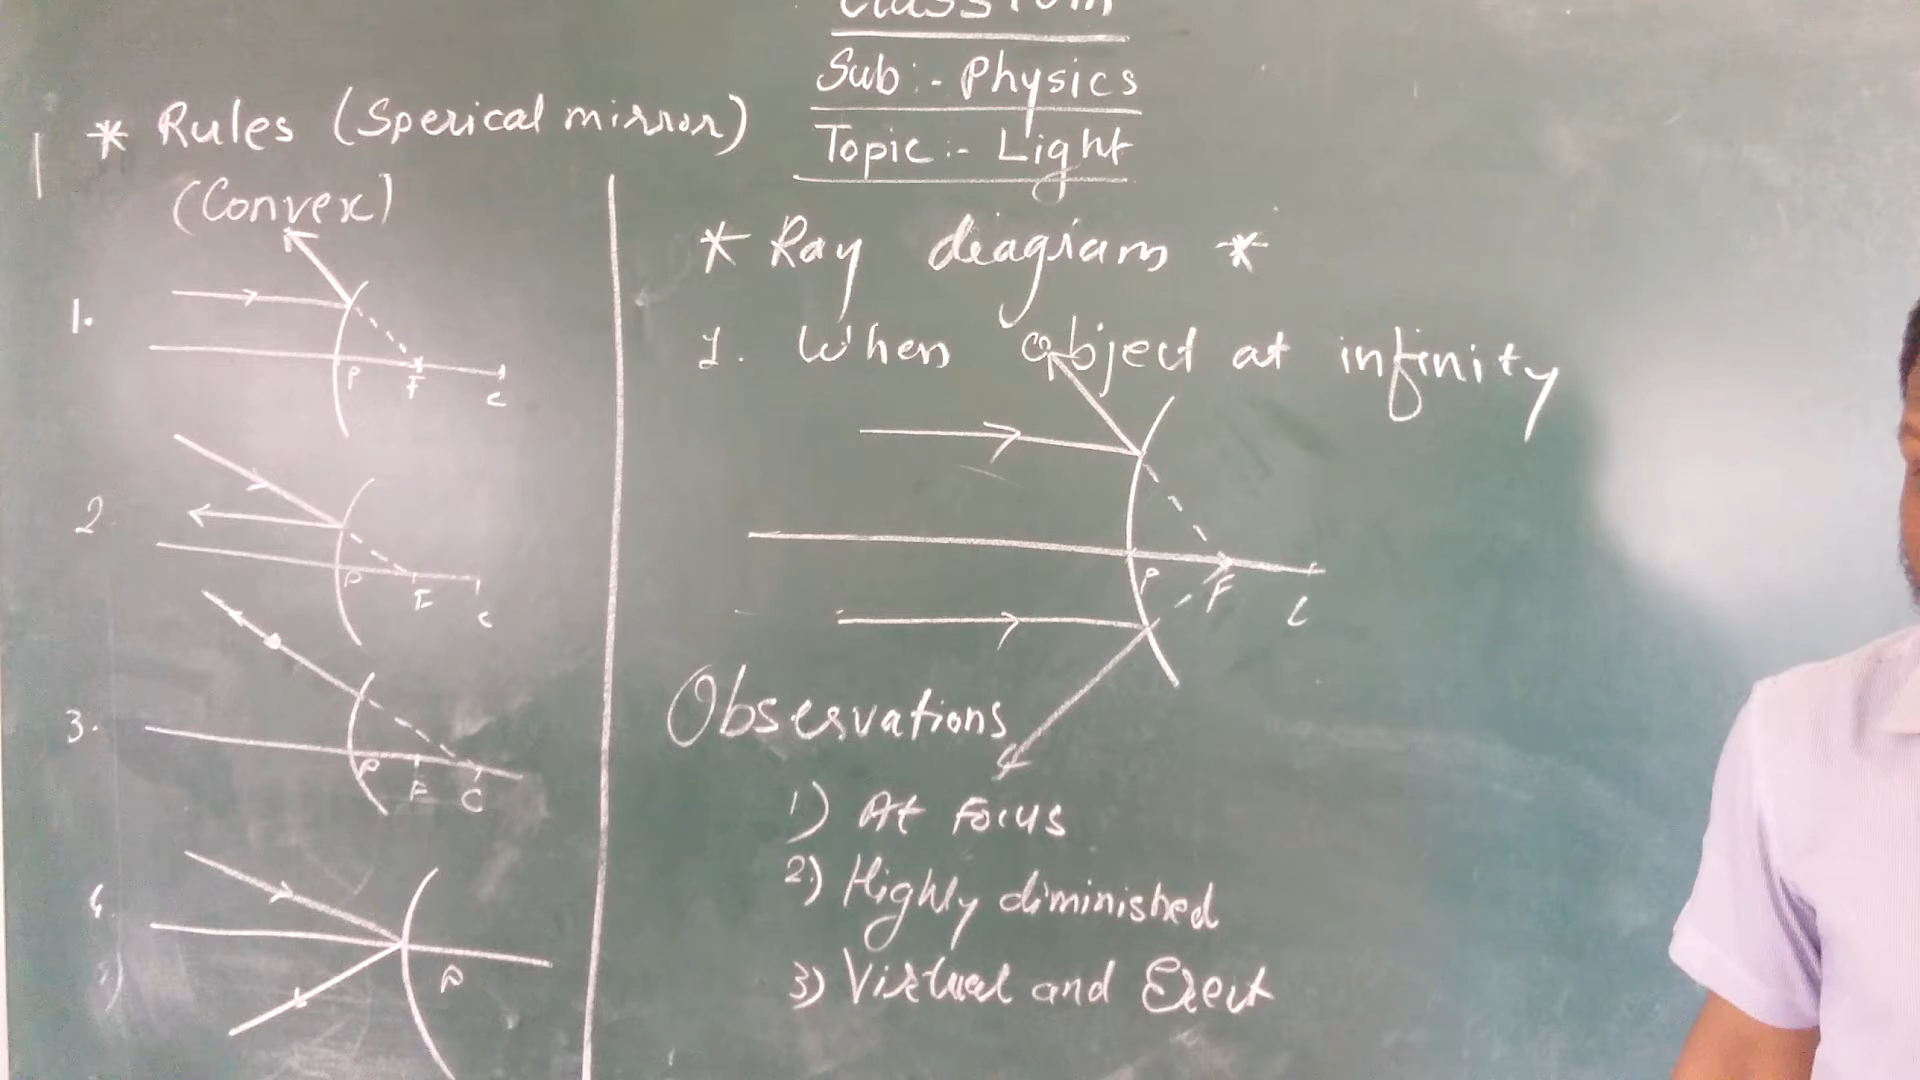 Sub:- Physics
Topic:- Light
* Rules (Sperical mirror)
(Convex)
1.
P F C
2.
P F C
3.
P F C
4.
P
* Ray diagram *
1. When object at infinity
P F C
Observations
1) At Focus
2) Highly diminished
3) Virtual and Erect